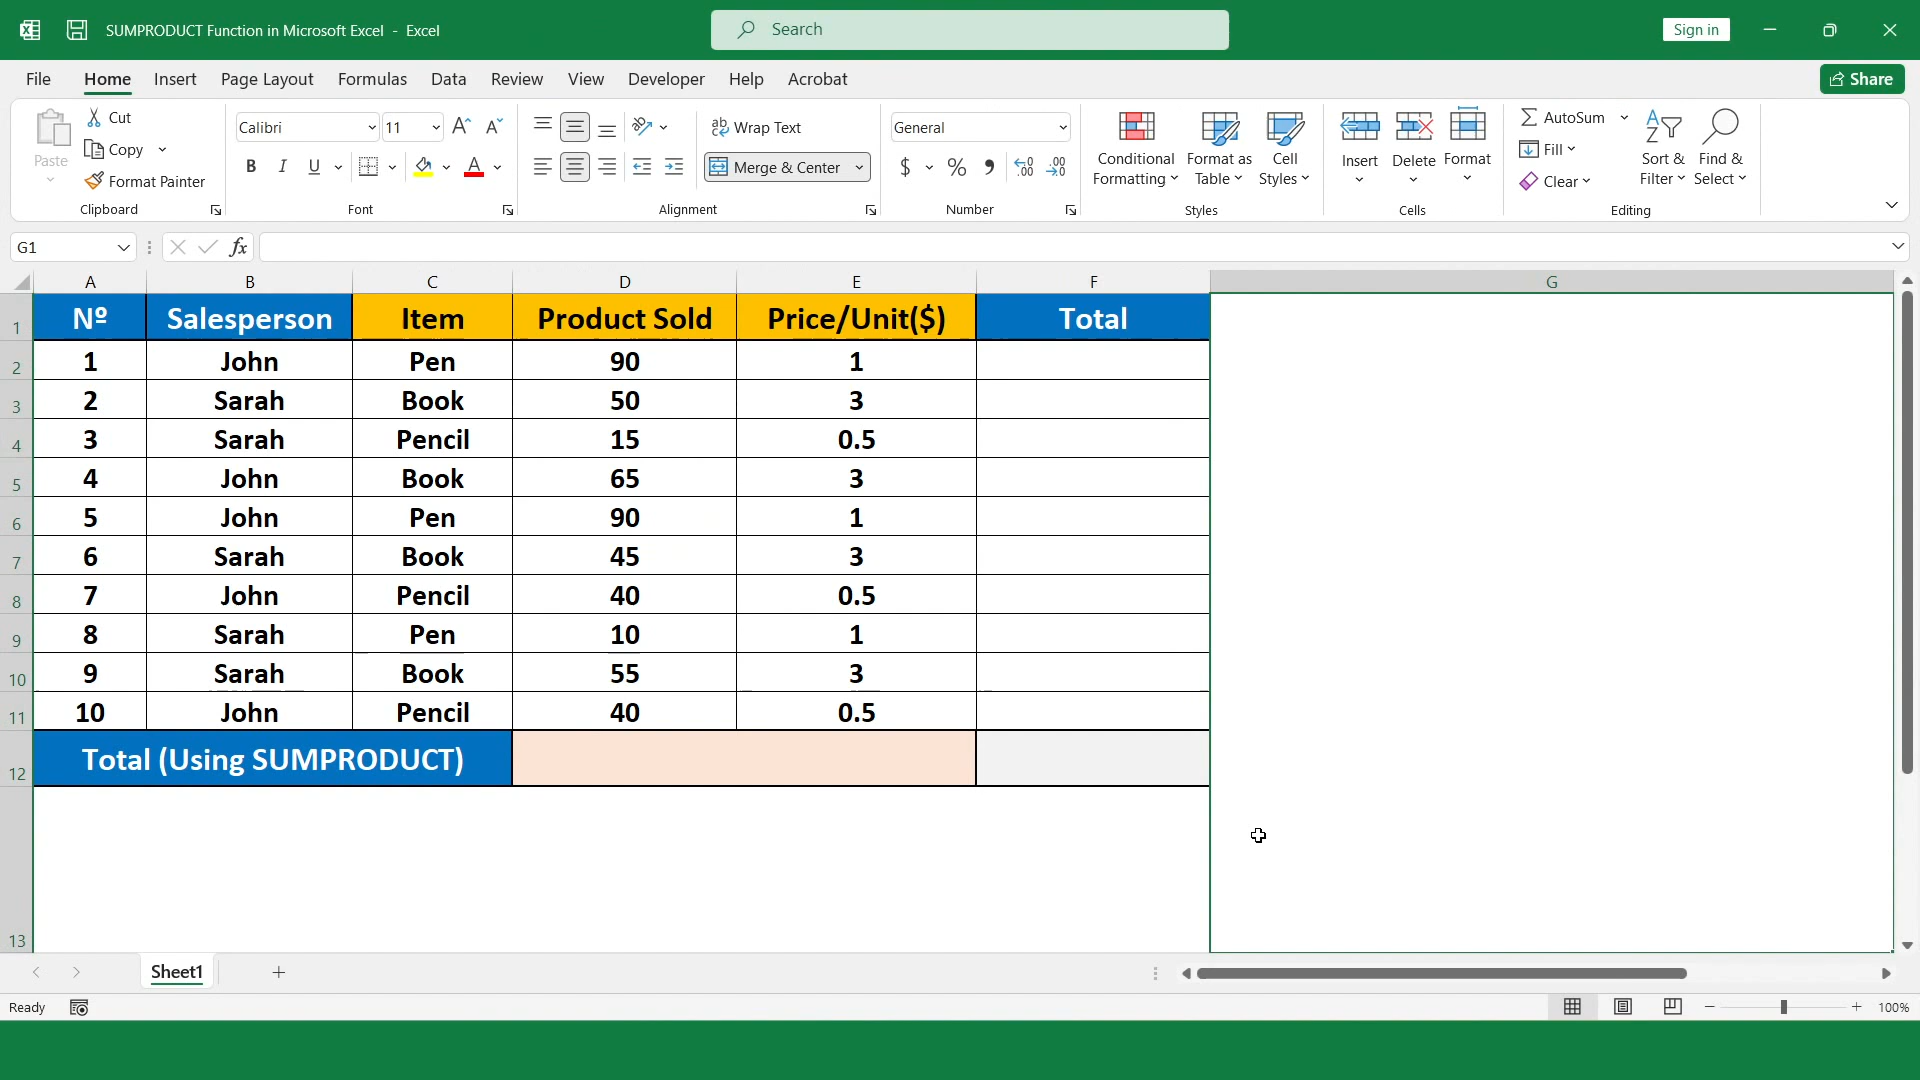 SUMPRODUCT Function in Microsoft Excel - Excel
Search
Sign in
File Home Insert Page Layout Formulas Data Review View Developer Help Acrobat
Share
Paste
Cut
Copy
Format Painter
Clipboard
Calibri 11
B I U
Font
Wrap Text
Merge & Center
Alignment
General
$ % 9 .00 .00
Number
Conditional Formatting
Format as Table
Cell Styles
Styles
Insert Delete Format
Cells
AutoSum
Fill
Clear
Sort & Filter
Find & Select
Editing
G1 fx
A B C D E F G
1 Nº Salesperson Item Product Sold Price/Unit($) Total
2 1 John Pen 90 1
3 2 Sarah Book 50 3
4 3 Sarah Pencil 15 0.5
5 4 John Book 65 3
6 5 John Pen 90 1
7 6 Sarah Book 45 3
8 7 John Pencil 40 0.5
9 8 Sarah Pen 10 1
10 9 Sarah Book 55 3
11 10 John Pencil 40 0.5
12 Total (Using SUMPRODUCT)
13
Sheet1
Ready
100%